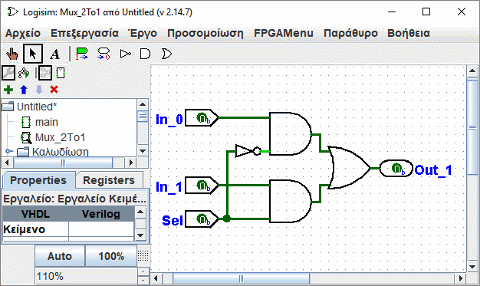 Logisim: Mux_2To1 από Untitled (v 2.14.7)
Αρχείο Επεξεργασία Έργο Προσομοίωση FPGAMenu Παράθυρο Βοήθεια
A
Untitled*
main
Mux_2To1
Καλωδίωση
Properties Registers
Εργαλείο: Εργαλείο Κειμέ...
VHDL Verilog
Κείμενο
Auto 100%
110%
In_0
In_1
Sel
Out_1